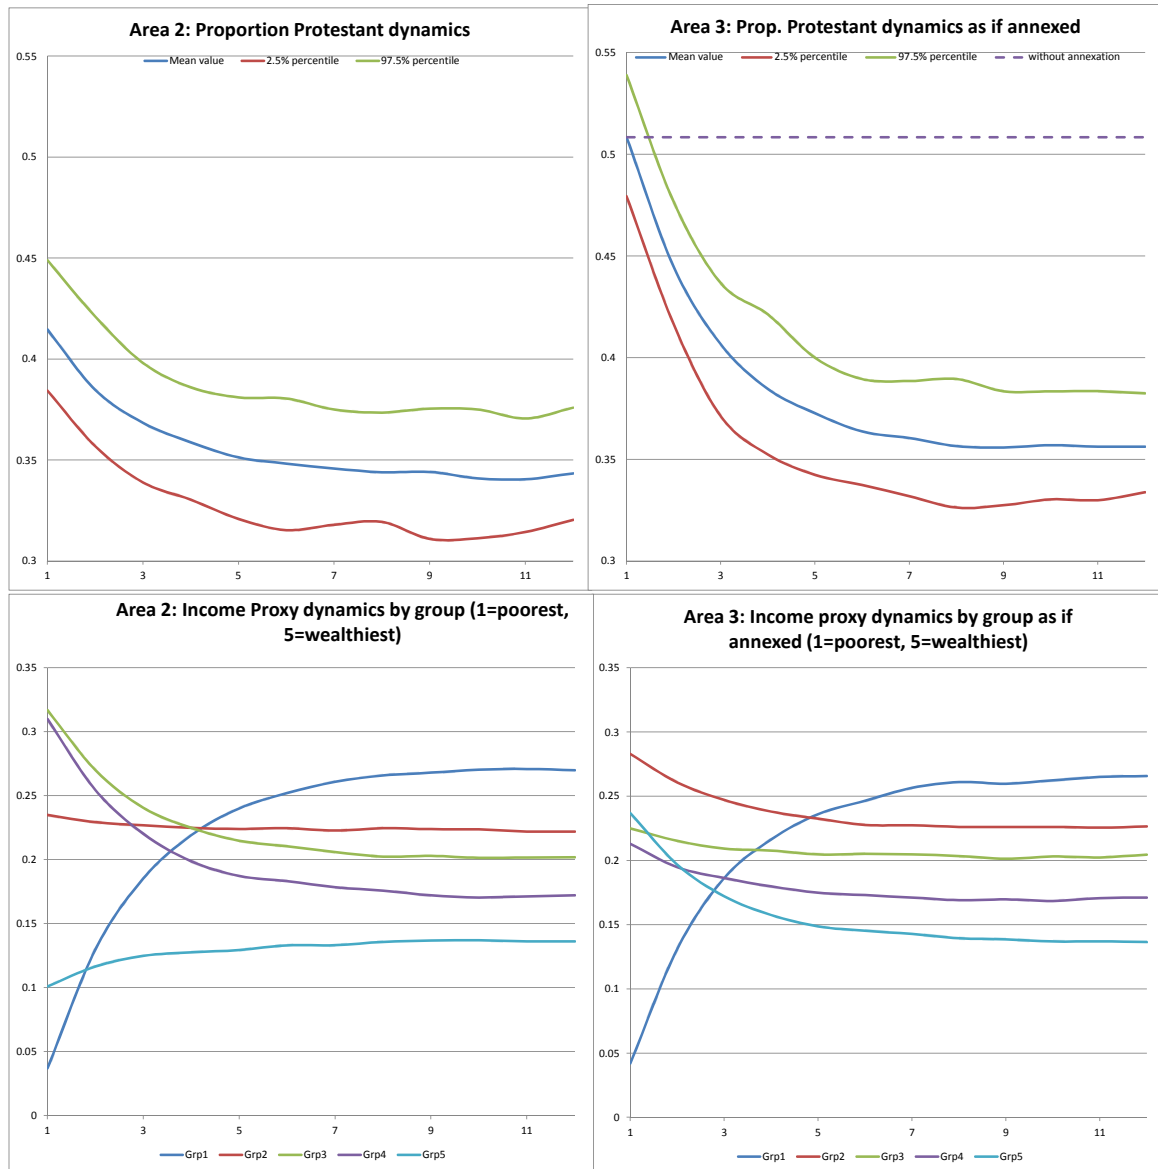 Area 2: Proportion Protestant dynamics
Mean value 2.5% percentile 97.5% percentile
0.55
0.5
0.45
0.4
0.35
0.3
1 3 5 7 9 11
Area 3: Prop. Protestant dynamics as if annexed
0.55
Mean value 2.5% percentile 97.5% percentile without annexation
0.5
0.45
0.4
0.35
0.3
1 3 5 7 9 11
Area 2: Income Proxy dynamics by group (1=poorest,
5=wealthiest)
0.35
0.3
0.25
0.2
0.15
0.1
0.05
0
1 3 5 7 9 11
Grp1 Grp2 Grp3 Grp4 Grp5
Area 3: Income proxy dynamics by group as if
annexed (1=poorest, 5=wealthiest)
0.35
0.3
0.25
0.2
0.15
0.1
0.05
0
1 3 5 7 9 11
Grp1 Grp2 Grp3 Grp4 Grp5